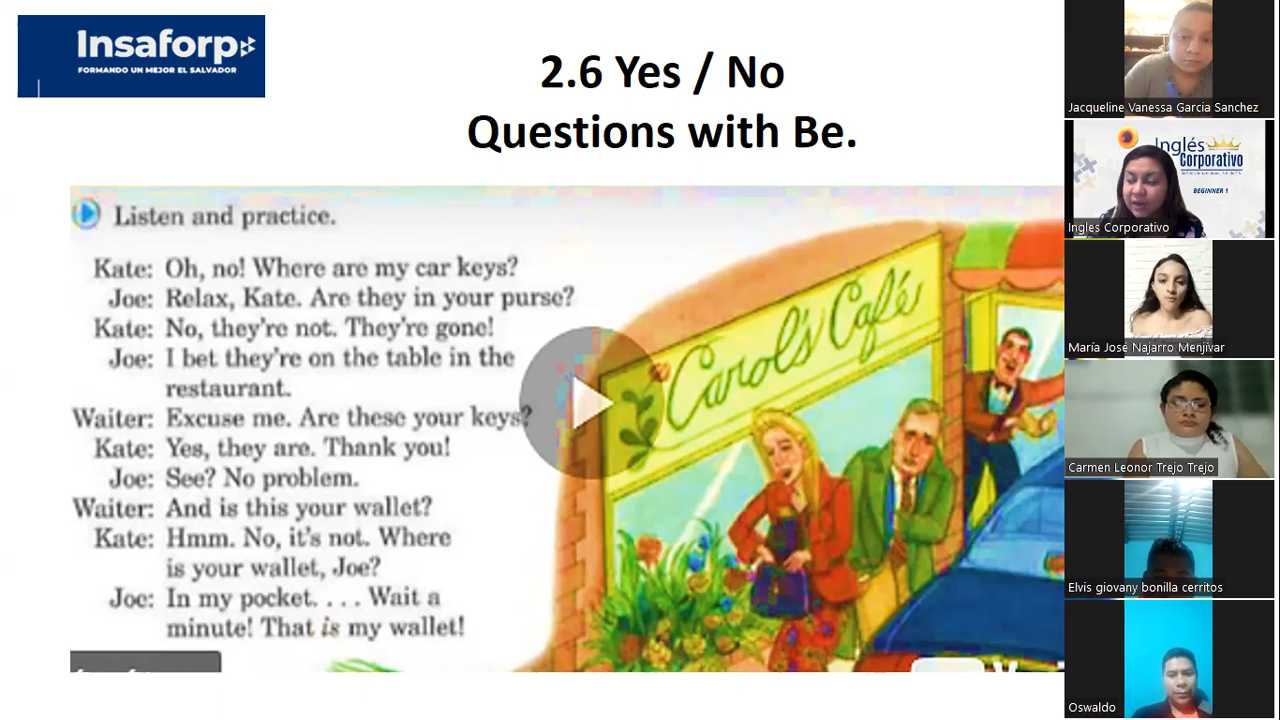 Insaforp
FORMANDO UN MEJOR EL SALVADOR
2.6 Yes / No
Questions with Be.
Listen and practice.
Kate: Oh, no! Where are my car keys?
Joe: Relax, Kate. Are they in your purse?
Kate: No, they're not. They're gone!
Joe: I bet they're on the table in the
restaurant.
Waiter: Excuse me. Are these your keys?
Kate: Yes, they are. Thank you!
Joe: See? No problem.
Waiter: And is this your wallet?
Kate: Hmm. No, it's not. Where
is your wallet, Joe?
Joe: In my pocket. . . . Wait a
minute! That is my wallet!
Carol's Café
Jacqueline Vanessa Garcia Sanchez
Inglés
Corporativo
BEGINNER 1
Ingles Corporativo
María José Najarro Menjívar
Carmen Leonor Trejo Trejo
Elvis giovany bonilla cerritos
Oswaldo